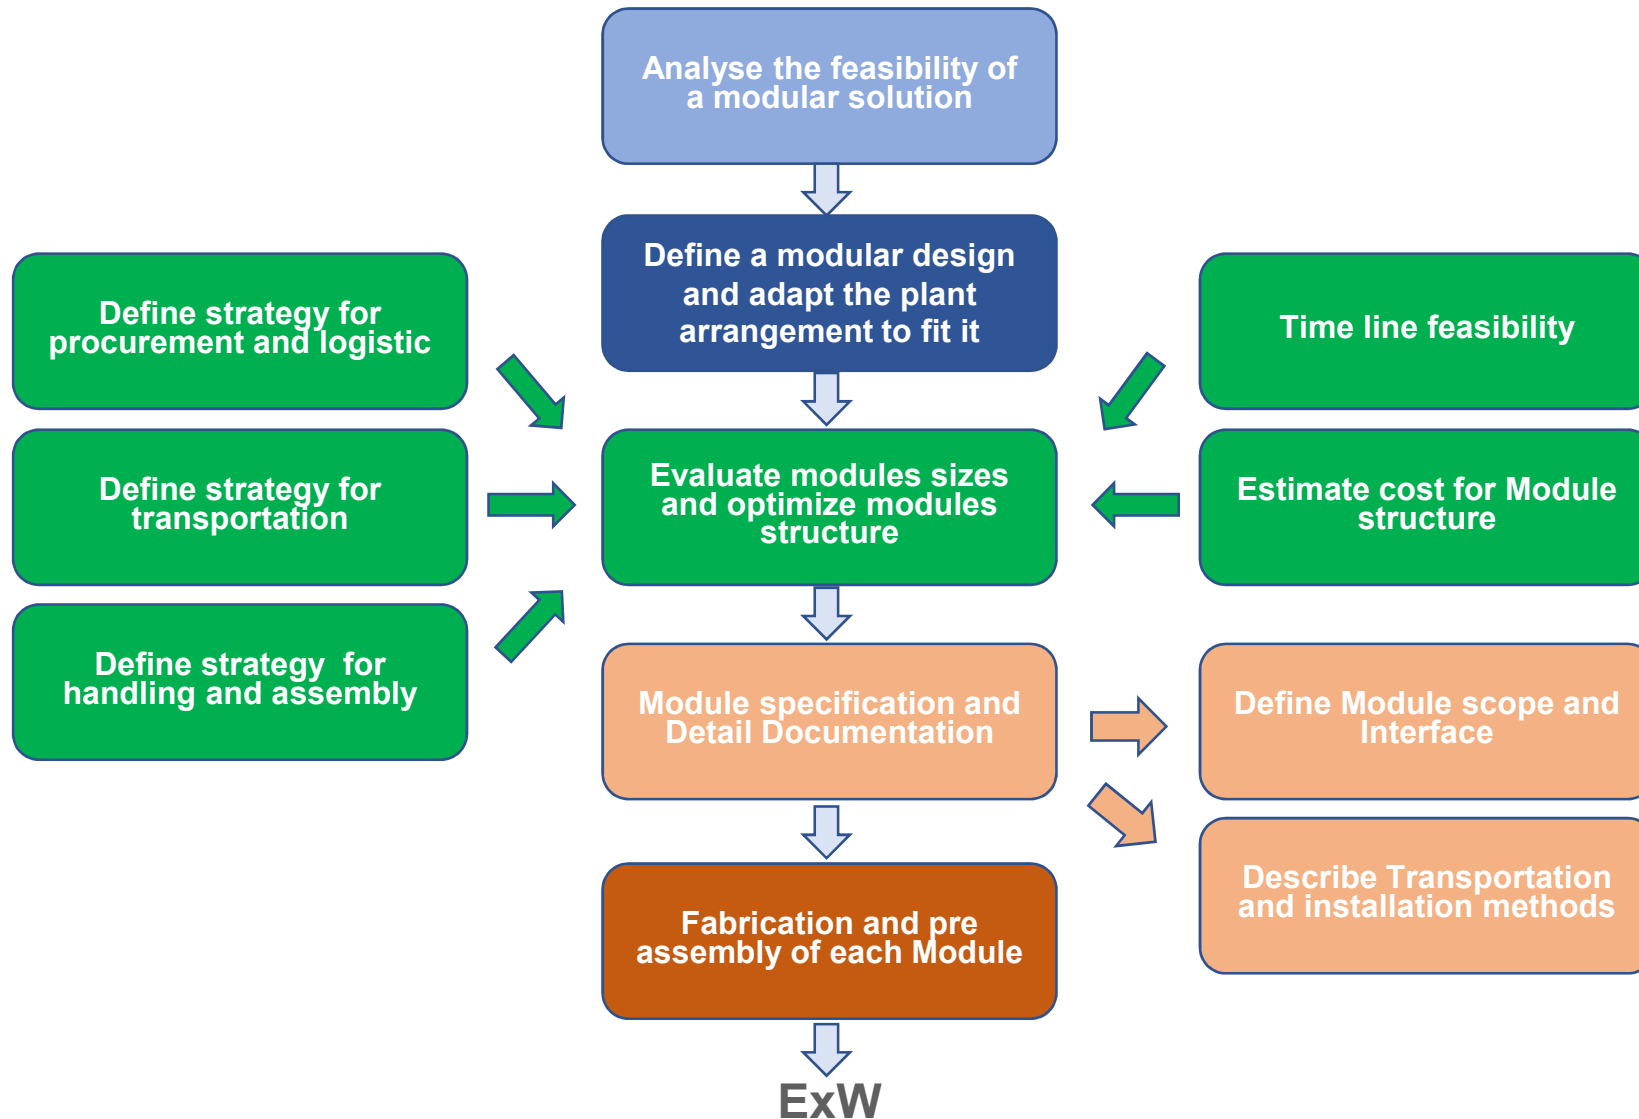 Analyse the feasibility of
a modular solution
Define a modular design
and adapt the plant
arrangement to fit it
Define strategy for
procurement and logistic
Time line feasibility
Define strategy for
transportation
Evaluate modules sizes
and optimize modules
structure
Estimate cost for Module
structure
Define strategy  for
handling and assembly
Module specification and
Detail Documentation
Define Module scope and
Interface
Describe Transportation
and installation methods
Fabrication and pre
assembly of each Module
ExW